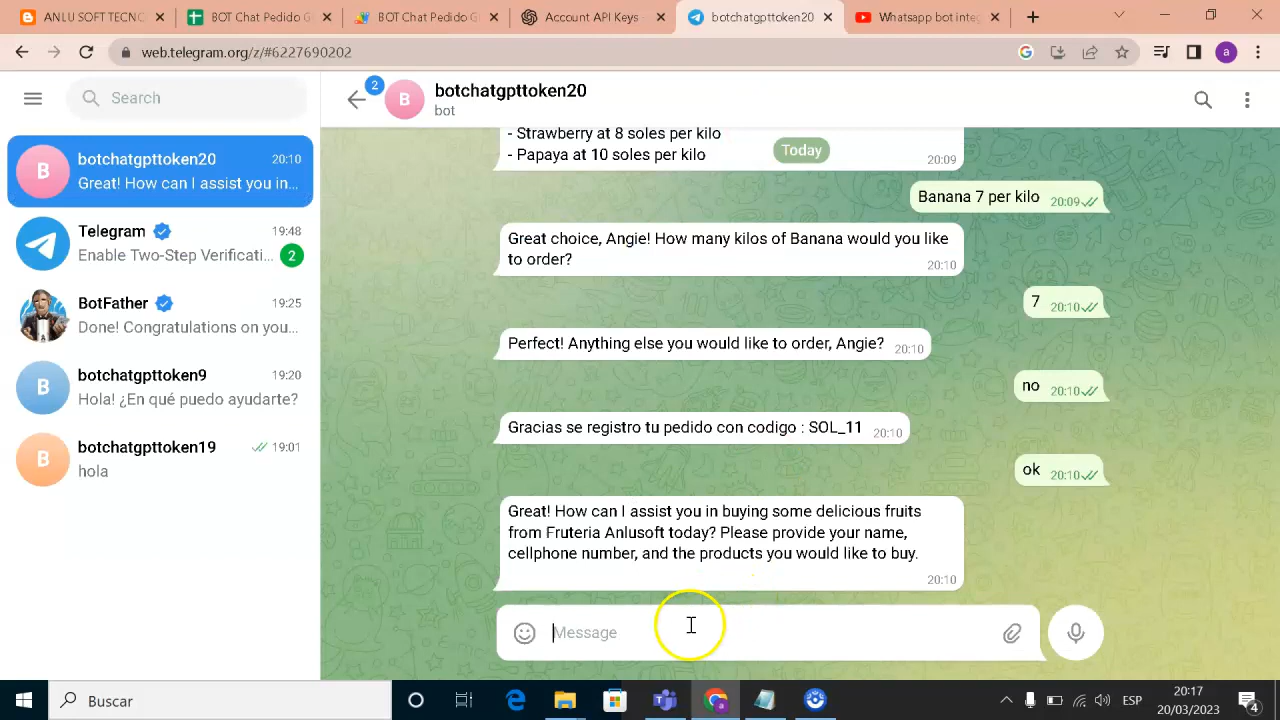 ANLU SOFT TECNO
BOT Chat Pedido G
BOT Chat Pedido G
Account API Keys
botchatgpttoken20
Whatsapp bot inte
web.telegram.org/z/#6227690202
a
Search
2
B
botchatgpttoken20
bot
B
botchatgpttoken20
20:10
Great! How can I assist you in...
Telegram
19:48
Enable Two-Step Verificati...
2
BotFather
19:25
Done! Congratulations on you...
B
botchatgpttoken9
19:20
Hola! ¿En qué puedo ayudarte?
B
botchatgpttoken19
19:01
hola
- Strawberry at 8 soles per kilo
- Papaya at 10 soles per kilo
20:09
Today
Banana 7 per kilo
20:09
Great choice, Angie! How many kilos of Banana would you like
to order?
20:10
7
20:10
Perfect! Anything else you would like to order, Angie?
20:10
no
20:10
Gracias se registro tu pedido con codigo : SOL_11
20:10
ok
20:10
Great! How can I assist you in buying some delicious fruits
from Fruteria Anlusoft today? Please provide your name,
cellphone number, and the products you would like to buy.
20:10
Message
Buscar
a
ESP
20:17
20/03/2023
4